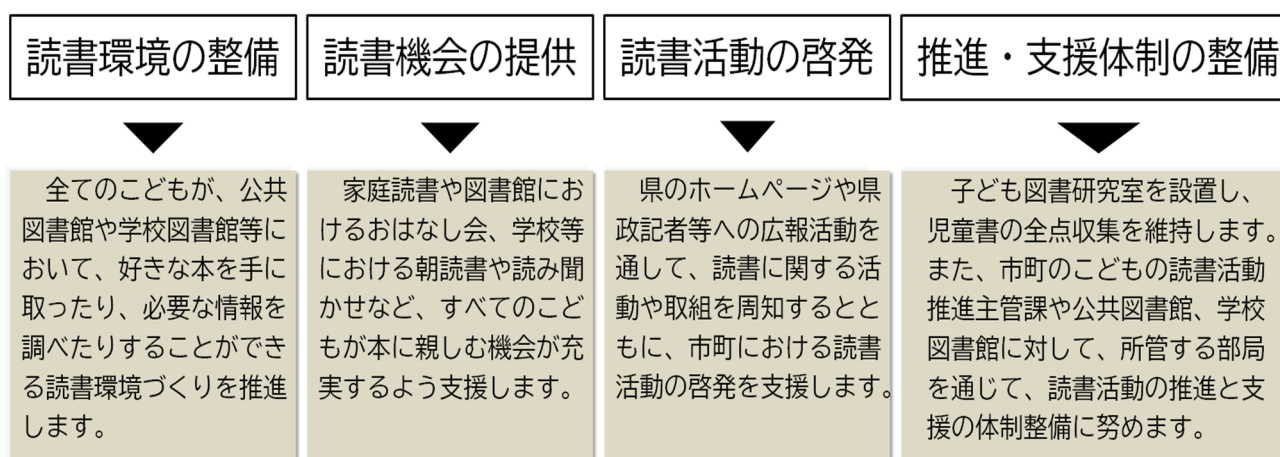 読書環境の整備
全てのこどもが、公共
図書館や学校図書館等に
おいて、好きな本を手に
取ったり、必要な情報を
調べたりすることができ
る読書環境づくりを推進
します。
読書機会の提供
家庭読書や図書館にお
けるおはなし会、学校等
における朝読書や読み聞
かせなど、すべてのこど
もが本に親しむ機会が充
実するよう支援します。
読書活動の啓発
県のホームページや県
政記者等への広報活動を
通して、読書に関する活
動や取組を周知するとと
もに、市町における読書
活動の啓発を支援します。
推進・支援体制の整備
子ども図書研究室を設置し、
児童書の全点収集を維持します。
また、市町のこどもの読書活動
推進主管課や公共図書館、学校
図書館に対して、所管する部局
を通じて、読書活動の推進と支
援の体制整備に努めます。